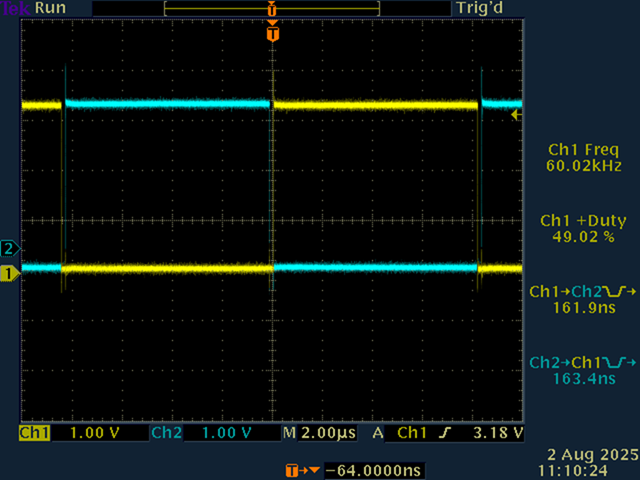 Tek Run Trig'd
T
T
Ch1 Freq
60.02kHz
Ch1 +Duty
49.02 %
2
1
Ch1→Ch2
161.9ns
Ch2→Ch1
163.4ns
Ch1 1.00 V Ch2 1.00 V M 2.00µs A Ch1 3.18 V
T→▼ -64.0000ns
2 Aug 2025
11:10:24